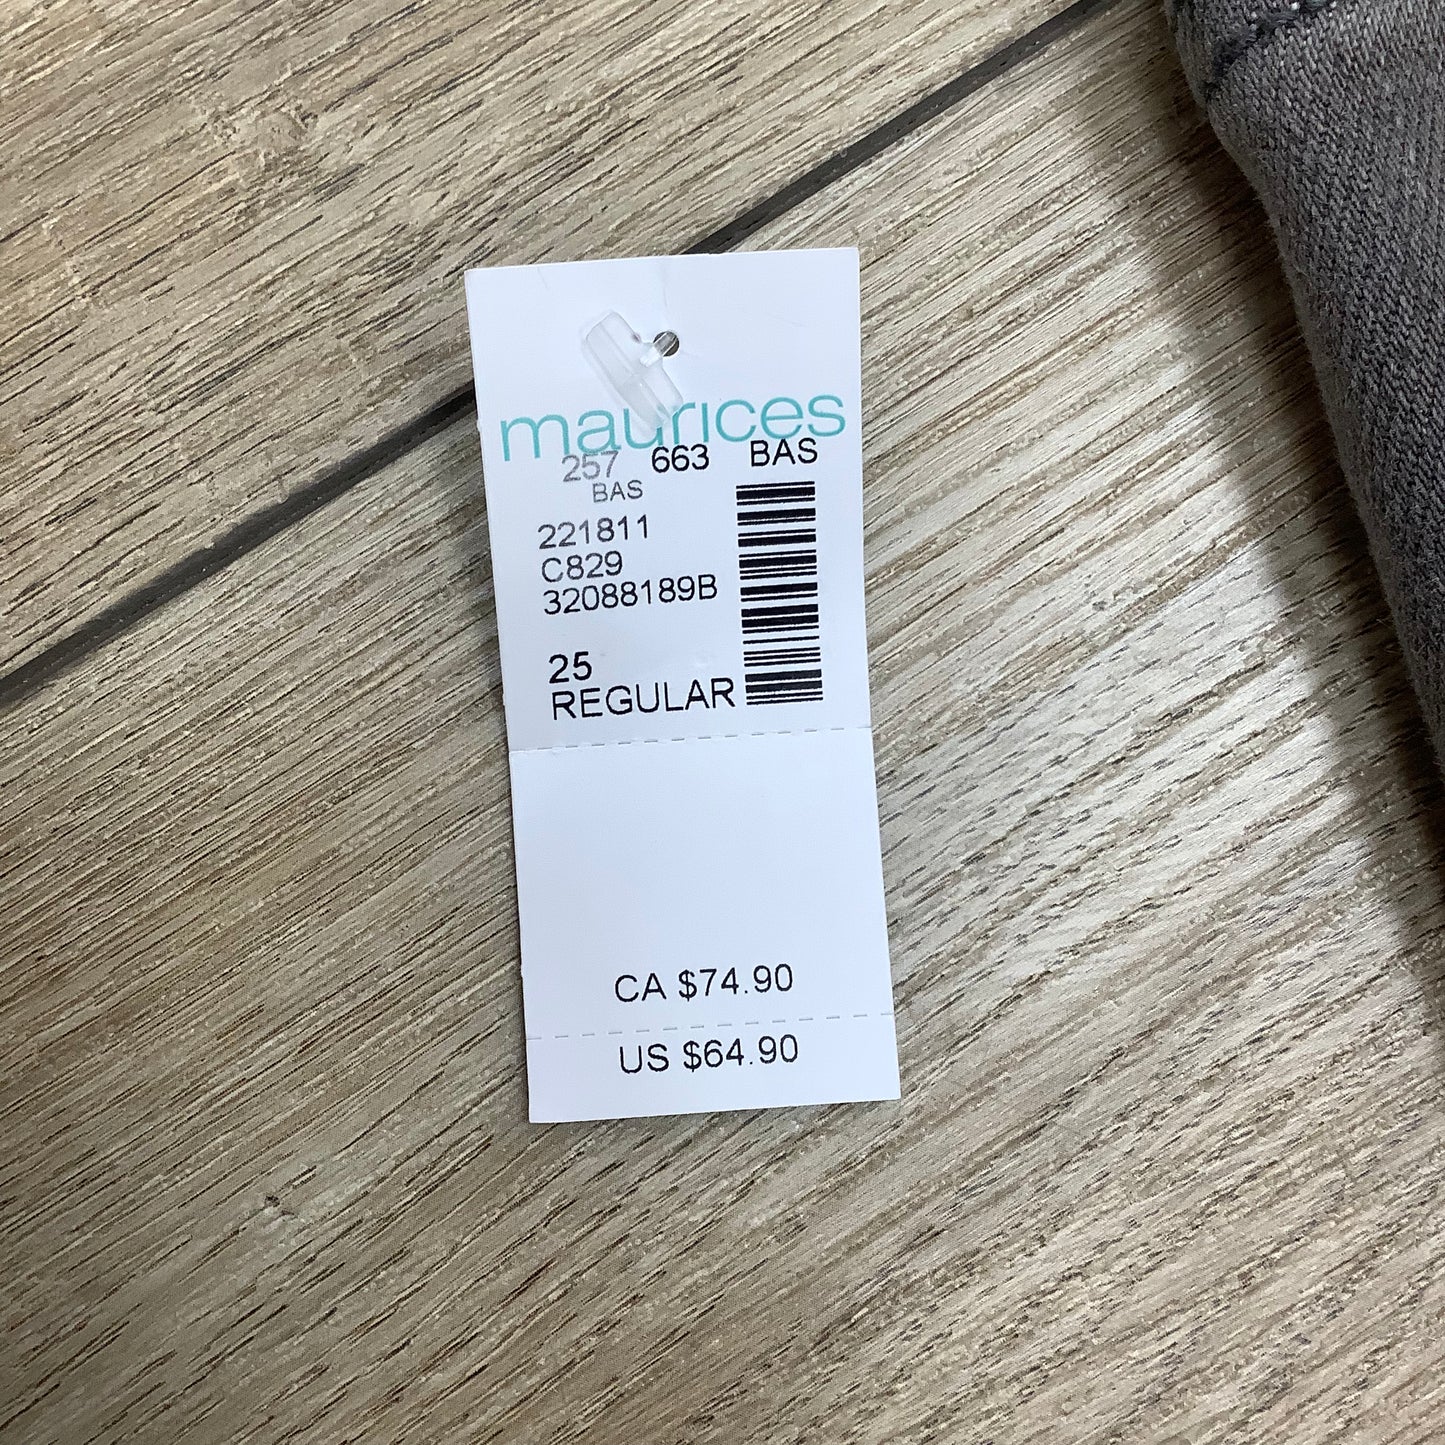 maurices
257 663 BAS
BAS
221811
C829
32088189B
25
REGULAR
CA $74.90
US $64.90